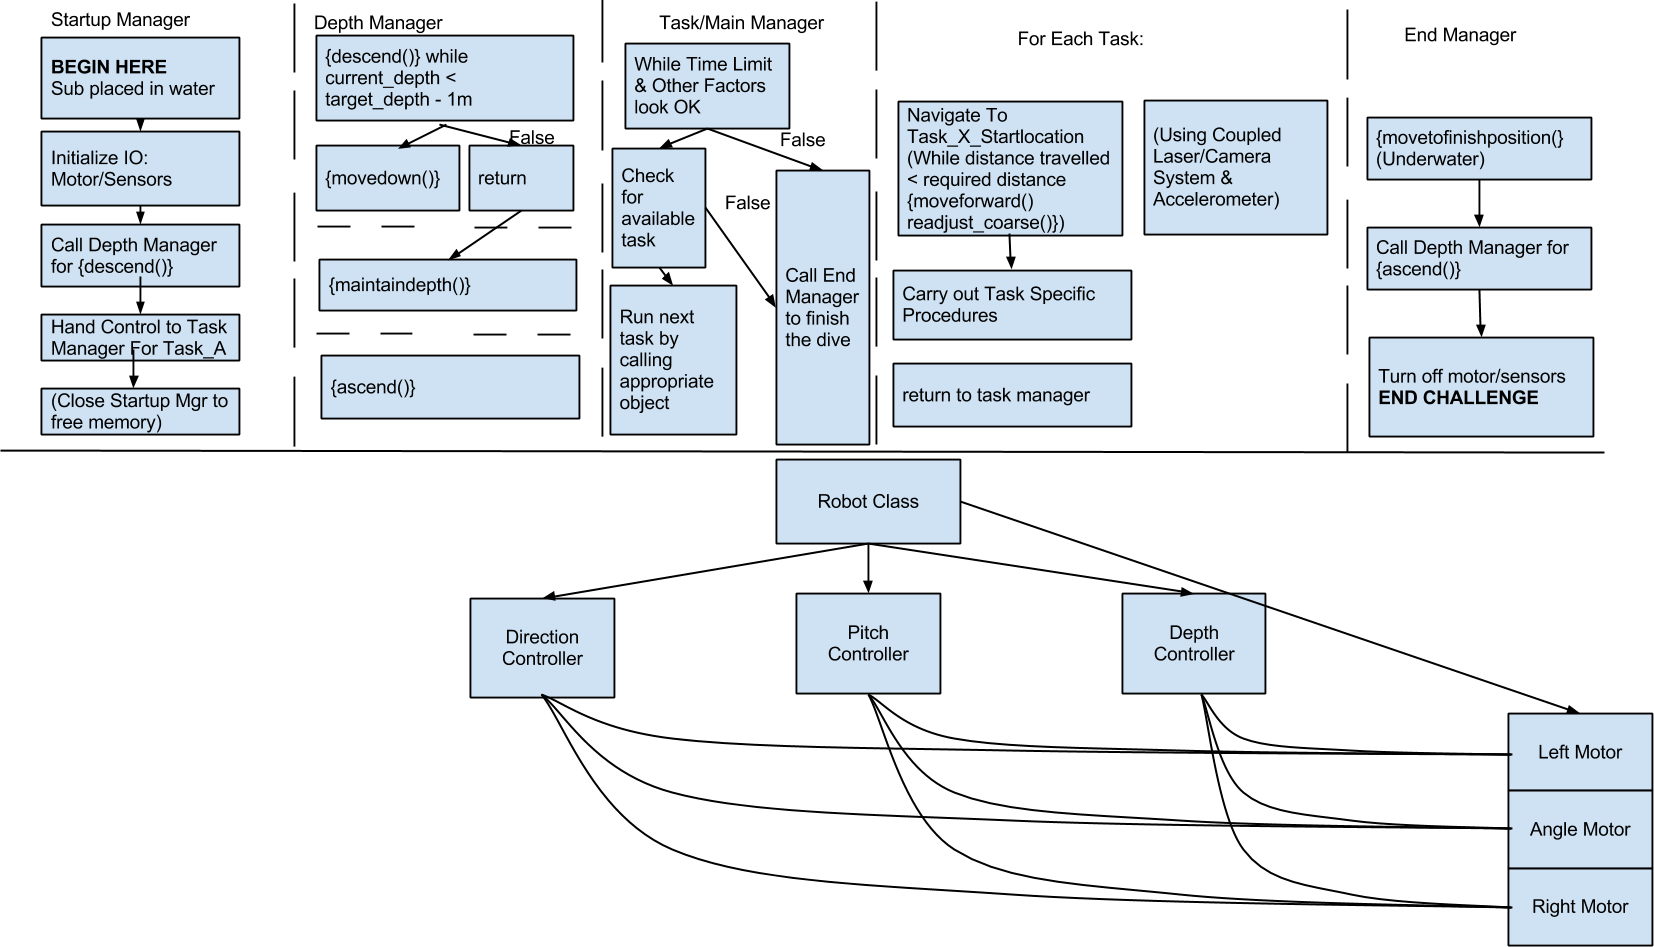 Startup Manager
BEGIN HERE
Sub placed in water
Initialize IO:
Motor/Sensors
Call Depth Manager
for {descend()}
Hand Control to Task
Manager For Task_A
(Close Startup Mgr to
free memory)
Depth Manager
{descend()} while
current_depth <
target_depth - 1m
False
{movedown()}
return
{maintaindepth()}
{ascend()}
Task/Main Manager
While Time Limit
& Other Factors
look OK
False
Check
for
available
task
False
Run next
task by
calling
appropriate
object
Call End
Manager
to finish
the dive
For Each Task:
Navigate To
Task_X_Startlocation
(While distance travelled
< required distance
{moveforward()
readjust_coarse()})
(Using Coupled
Laser/Camera
System &
Accelerometer)
Carry out Task Specific
Procedures
return to task manager
End Manager
{movetofinishposition(}
(Underwater)
Call Depth Manager for
{ascend()}
Turn off motor/sensors
END CHALLENGE
Robot Class
Direction
Controller
Pitch
Controller
Depth
Controller
Left Motor
Angle Motor
Right Motor